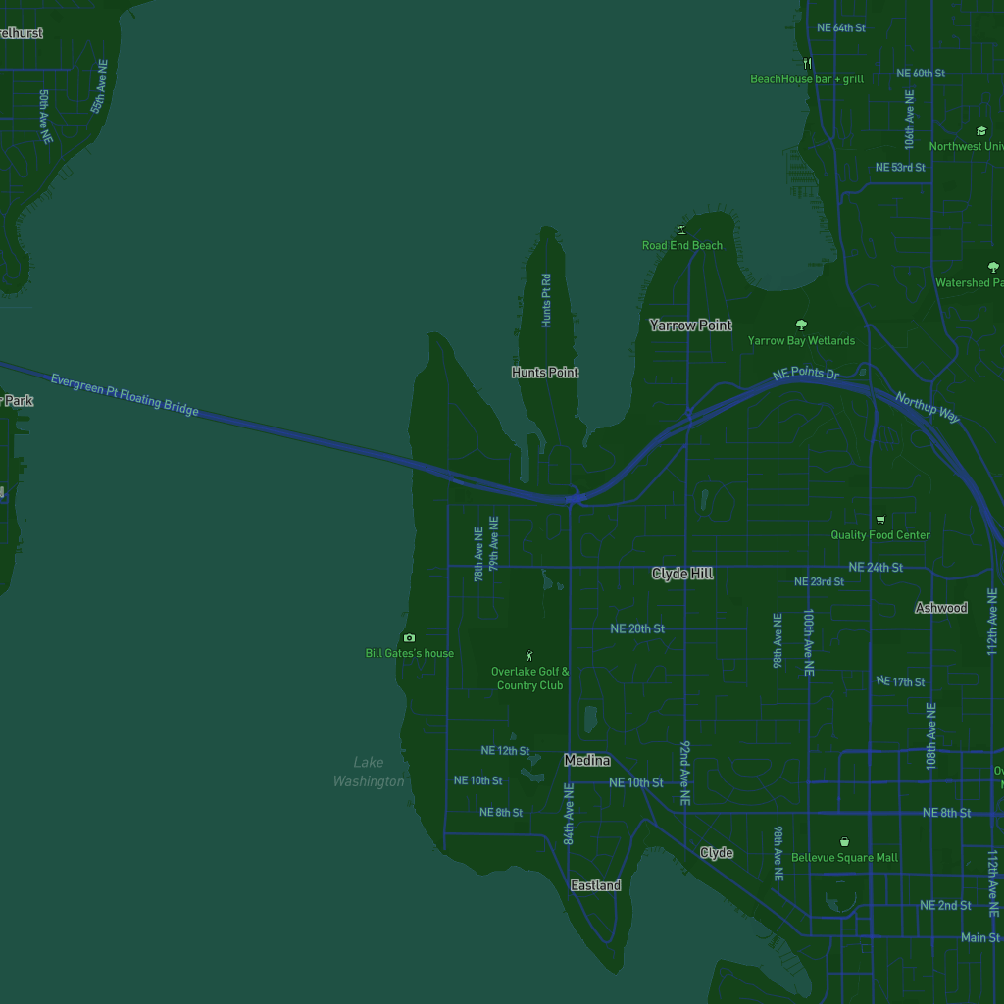 NE 64th St
BeachHouse bar + grill
NE 60th St
50th Ave NE
55th Ave NE
106th Ave NE
NE 53rd St
Road End Beach
Hunts Pt Rd
Yarrow Point
Yarrow Bay Wetlands
Hunts Point
NE Points Dr
Evergreen Pt Floating Bridge
Park
Northup Way
78th Ave NE
79th Ave NE
Quality Food Center
Clyde Hill
NE 24th St
NE 23rd St
Ashwood
112th Ave NE
NE 20th St
98th Ave NE
100th Ave NE
Bill Gates's house
Overlake Golf &
Country Club
NE 17th St
108th Ave NE
NE 12th St
Medina
Lake
Washington
NE 10th St
NE 10th St
92nd Ave NE
84th Ave NE
NE 8th St
NE 8th St
Clyde
98th Ave NE
Bellevue Square Mall
112th Ave NE
Eastland
NE 2nd St
Main St